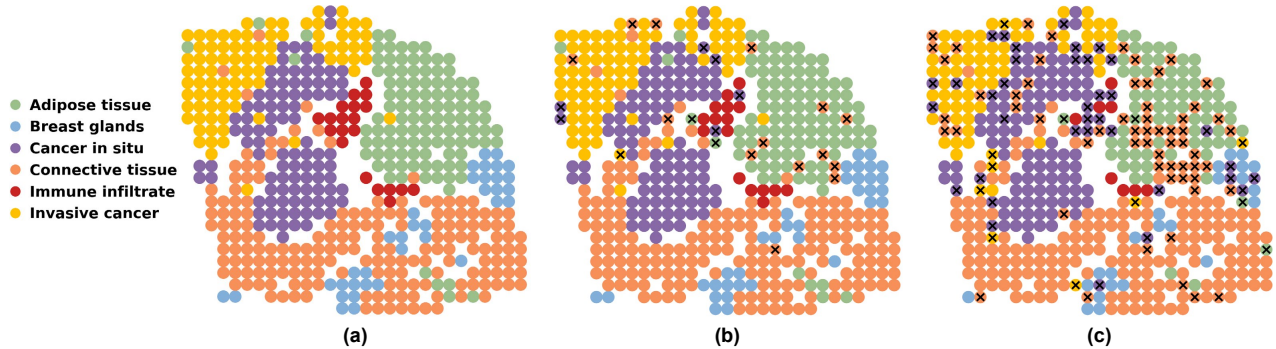 Adipose tissue
Breast glands
Cancer in situ
Connective tissue
Immune infiltrate
Invasive cancer
(a)
(b)
(c)